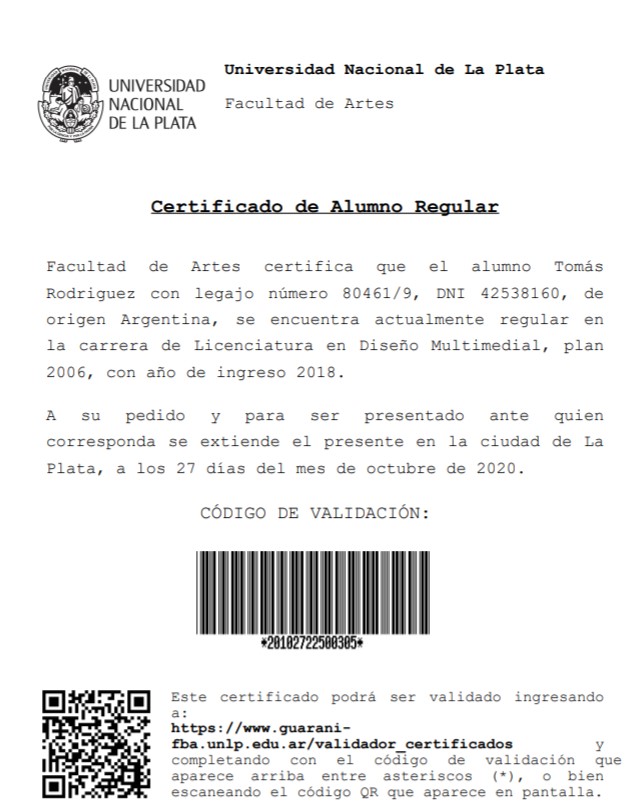 UNIVERSIDAD
NACIONAL
DE LA PLATA
Universidad Nacional de La Plata
Facultad de Artes
Certificado de Alumno Regular
Facultad de Artes certifica que el alumno Tomás
Rodriguez con legajo número 80461/9, DNI 42538160, de
origen Argentina, se encuentra actualmente regular en
la carrera de Licenciatura en Diseño Multimedial, plan
2006, con año de ingreso 2018.
A su pedido y para ser presentado ante quien
corresponda se extiende el presente en la ciudad de La
Plata, a los 27 días del mes de octubre de 2020.
CÓDIGO DE VALIDACIÓN:
*20102722500305*
Este certificado podrá ser validado ingresando
a:
https://www.guarani-
fba.unlp.edu.ar/validador_certificados y
completando con el código de validación que
aparece arriba entre asteriscos (*), o bien
escaneando el código QR que aparece en pantalla.